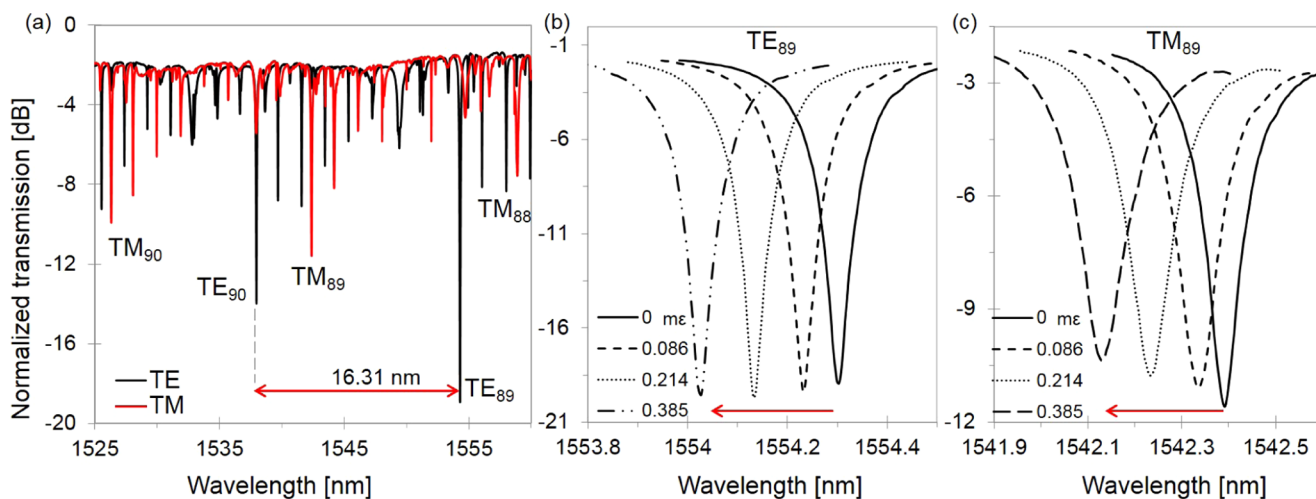 (a)
0
-4
-8
-12
-16
-20
Normalized transmission [dB]
TM90
TE90
TM89
TM88
TE89
16.31 nm
TE
TM
1525
1535
1545
1555
Wavelength [nm]
(b)
TE89
-1
-6
-11
-16
-21
0 mε
0.086
0.214
0.385
1553.8
1554
1554.2
1554.4
Wavelength [nm]
(c)
TM89
0
-3
-6
-9
-12
0 mε
0.086
0.214
0.385
1541.9
1542.1
1542.3
1542.5
Wavelength [nm]